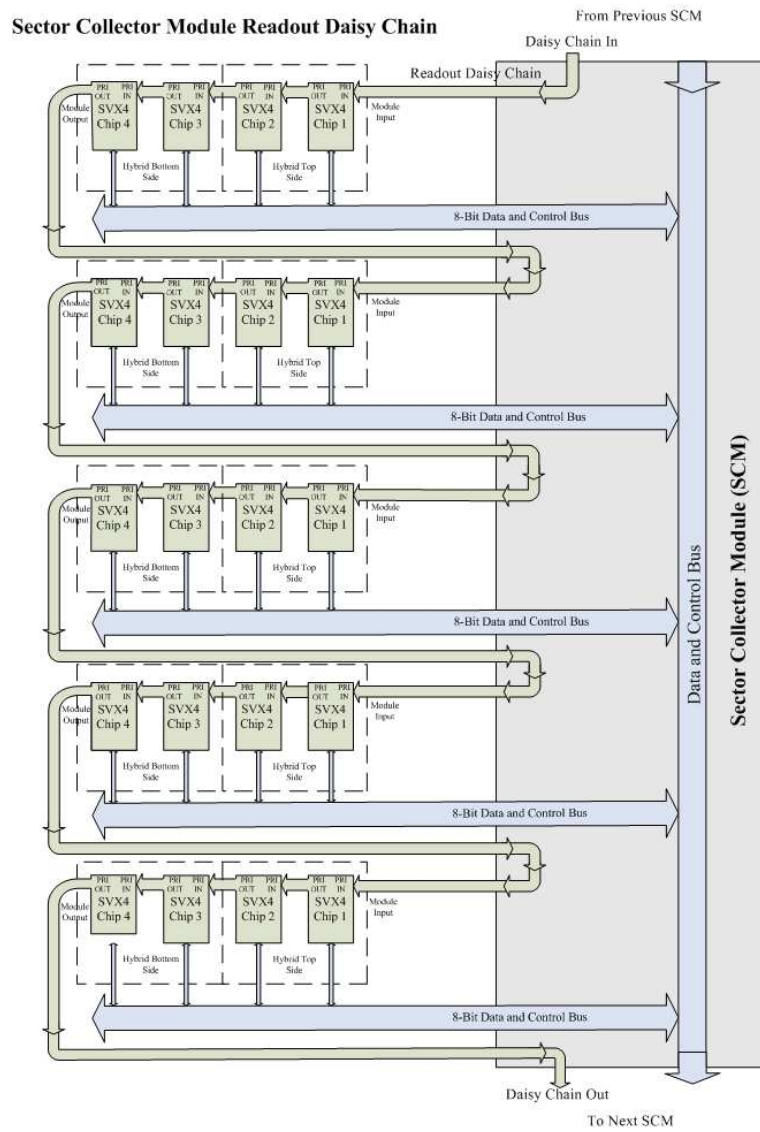 Sector Collector Module Readout Daisy Chain
From Previous SCM
Daisy Chain In
Readout Daisy Chain
Module Output
PRI OUT PRI IN SVX4 Chip 4
PRI OUT PRI IN SVX4 Chip 3
PRI OUT PRI IN SVX4 Chip 2
PRI OUT PRI IN SVX4 Chip 1
Module Input
Hybrid Bottom Side
Hybrid Top Side
8-Bit Data and Control Bus
Module Output
PRI OUT PRI IN SVX4 Chip 4
PRI OUT PRI IN SVX4 Chip 3
PRI OUT PRI IN SVX4 Chip 2
PRI OUT PRI IN SVX4 Chip 1
Module Input
Hybrid Bottom Side
Hybrid Top Side
8-Bit Data and Control Bus
Module Output
PRI OUT PRI IN SVX4 Chip 4
PRI OUT PRI IN SVX4 Chip 3
PRI OUT PRI IN SVX4 Chip 2
PRI OUT PRI IN SVX4 Chip 1
Module Input
Hybrid Bottom Side
Hybrid Top Side
8-Bit Data and Control Bus
Module Output
PRI OUT PRI IN SVX4 Chip 4
PRI OUT PRI IN SVX4 Chip 3
PRI OUT PRI IN SVX4 Chip 2
PRI OUT PRI IN SVX4 Chip 1
Module Input
Hybrid Bottom Side
Hybrid Top Side
8-Bit Data and Control Bus
Module Output
PRI OUT PRI IN SVX4 Chip 4
PRI OUT PRI IN SVX4 Chip 3
PRI OUT PRI IN SVX4 Chip 2
PRI OUT PRI IN SVX4 Chip 1
Module Input
Hybrid Bottom Side
Hybrid Top Side
8-Bit Data and Control Bus
Data and Control Bus
Sector Collector Module (SCM)
Daisy Chain Out
To Next SCM